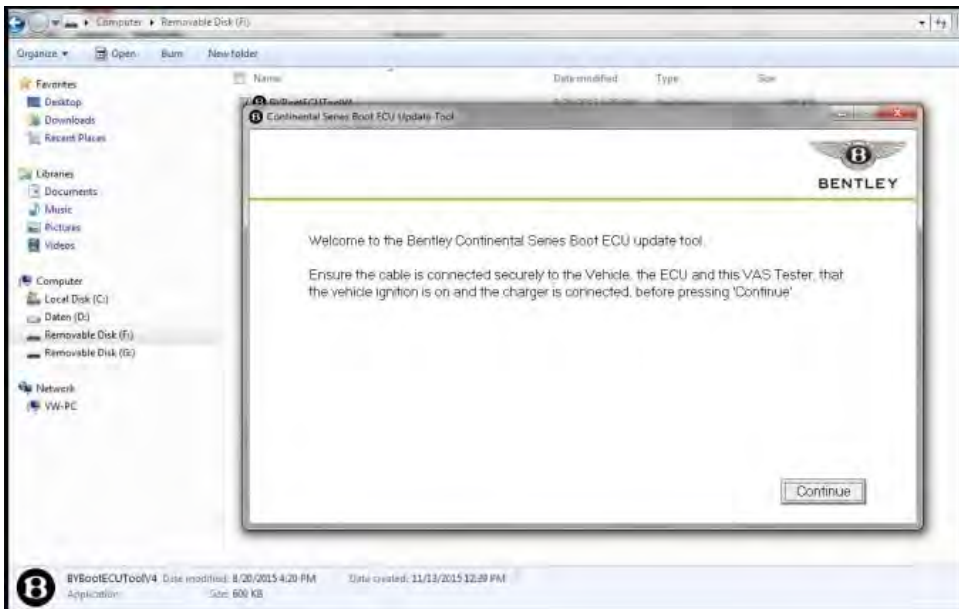 Computer ▸ Removable Disk (F:)
Organize Open Burn New folder
Name Date modified Type Size
Favorites
Desktop
Downloads
Recent Places
Libraries
Documents
Music
Pictures
Videos
Computer
Local Disk (C:)
Daten (D:)
Removable Disk (F:)
Removable Disk (G:)
Network
VW-PC
BYBootECUToolV4
Continental Series Boot ECU Update Tool
B
BENTLEY
Welcome to the Bentley Continental Series Boot ECU update tool.
Ensure the cable is connected securely to the Vehicle, the ECU and this VAS Tester, that
the vehicle ignition is on and the charger is connected, before pressing 'Continue'
Continue
B
BYBootECUToolV4 Date modified: 8/20/2015 4:20 PM Date created: 11/13/2015 12:39 PM
Application Size: 600 KB